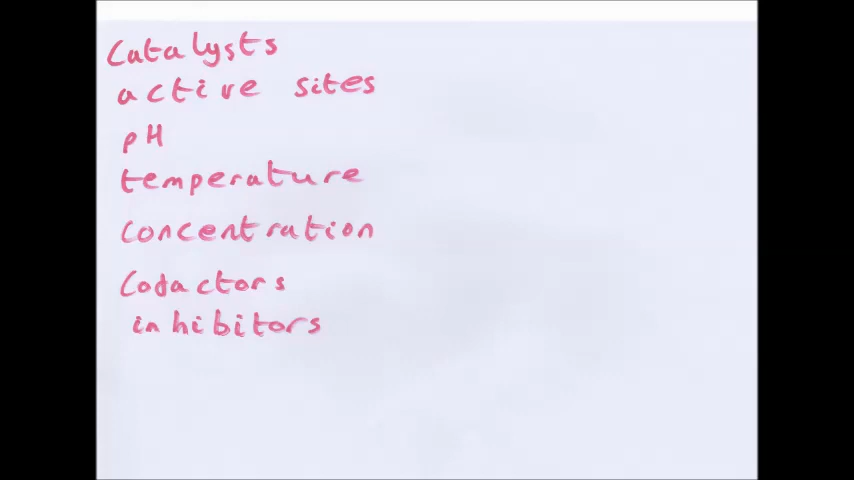 Catalysts
active sites
pH
temperature
Concentration
Cofactors
inhibitors